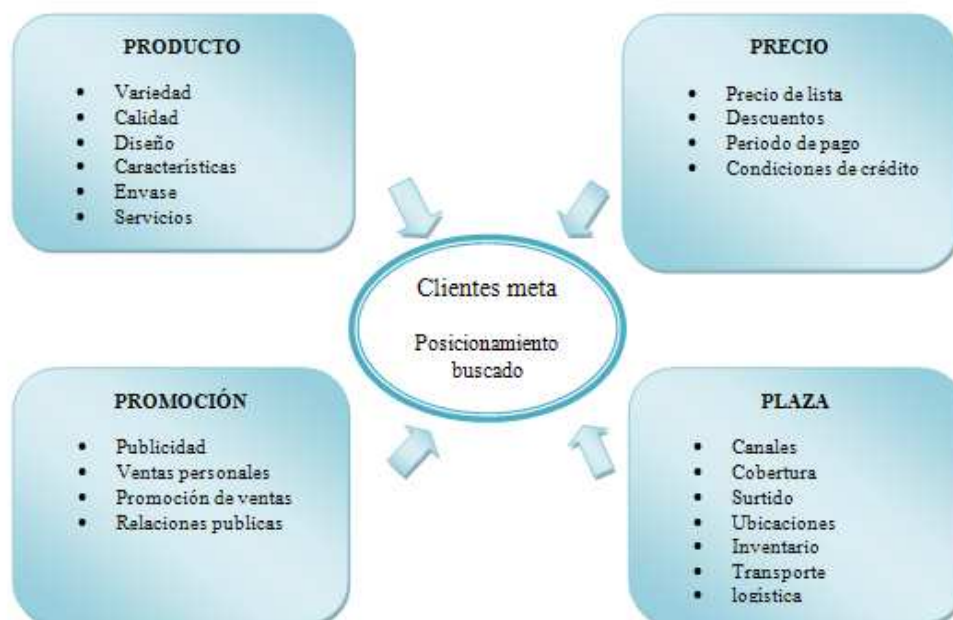 PRODUCTO
• Variedad
• Calidad
• Diseño
• Características
• Envase
• Servicios
PRECIO
• Precio de lista
• Descuentos
• Periodo de pago
• Condiciones de crédito
Clientes meta
Posicionamiento
buscado
PROMOCIÓN
• Publicidad
• Ventas personales
• Promoción de ventas
• Relaciones publicas
PLAZA
• Canales
• Cobertura
• Surtido
• Ubicaciones
• Inventario
• Transporte
• logística